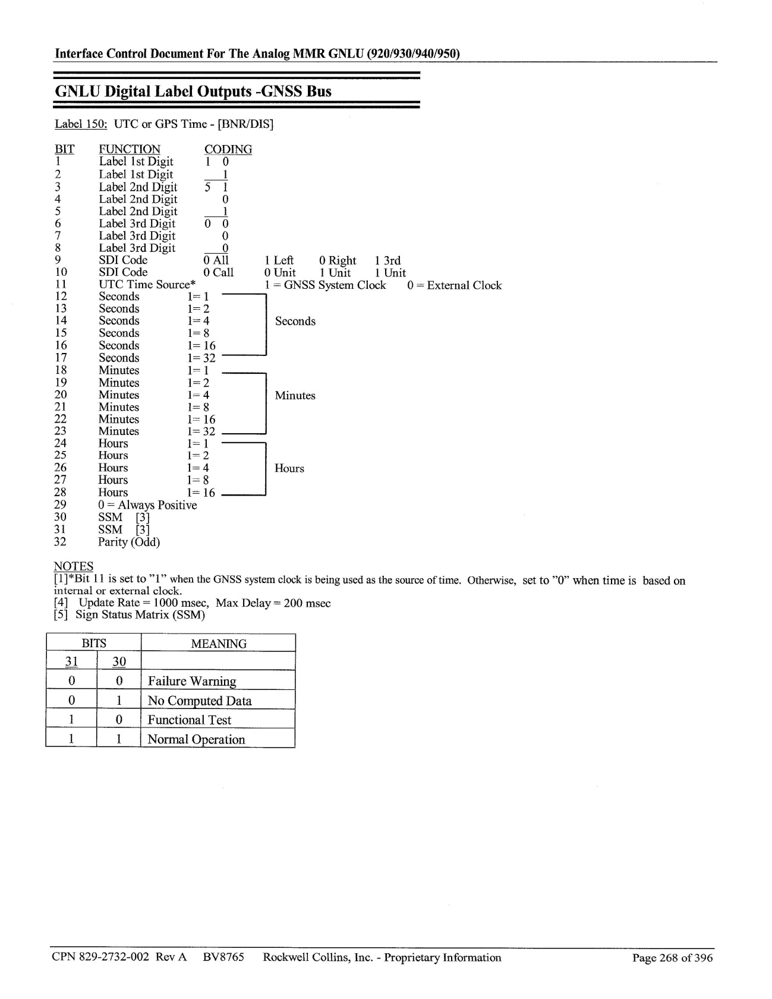 Interface Control Document For The Analog MMR GNLU (920/930/940/950)
GNLU Digital Label Outputs -GNSS Bus
Label 150: UTC or GPS Time - [BNR/DIS]
BIT FUNCTION CODING
1 Label 1st Digit 1 0
2 Label 1st Digit 1
3 Label 2nd Digit 5 1
4 Label 2nd Digit 0
5 Label 2nd Digit 1
6 Label 3rd Digit 0 0
7 Label 3rd Digit 0
8 Label 3rd Digit 0
9 SDI Code 0 All 1 Left 0 Right 1 3rd
10 SDI Code 0 Call 0 Unit 1 Unit 1 Unit
11 UTC Time Source* 1 = GNSS System Clock 0 = External Clock
12 Seconds 1= 1
13 Seconds 1= 2
14 Seconds 1= 4 Seconds
15 Seconds 1= 8
16 Seconds 1= 16
17 Seconds 1= 32
18 Minutes 1= 1
19 Minutes 1= 2
20 Minutes 1= 4 Minutes
21 Minutes 1= 8
22 Minutes 1= 16
23 Minutes 1= 32
24 Hours 1= 1
25 Hours 1= 2
26 Hours 1= 4 Hours
27 Hours 1= 8
28 Hours 1= 16
29 0 = Always Positive
30 SSM [3]
31 SSM [3]
32 Parity (Odd)
NOTES
[1]*Bit 11 is set to ”1” when the GNSS system clock is being used as the source of time. Otherwise, set to ”0” when time is based on
internal or external clock.
[4] Update Rate = 1000 msec, Max Delay = 200 msec
[5] Sign Status Matrix (SSM)
BITS MEANING
31 30
0 0 Failure Warning
0 1 No Computed Data
1 0 Functional Test
1 1 Normal Operation
CPN 829-2732-002 Rev A BV8765 Rockwell Collins, Inc. - Proprietary Information Page 268 of 396